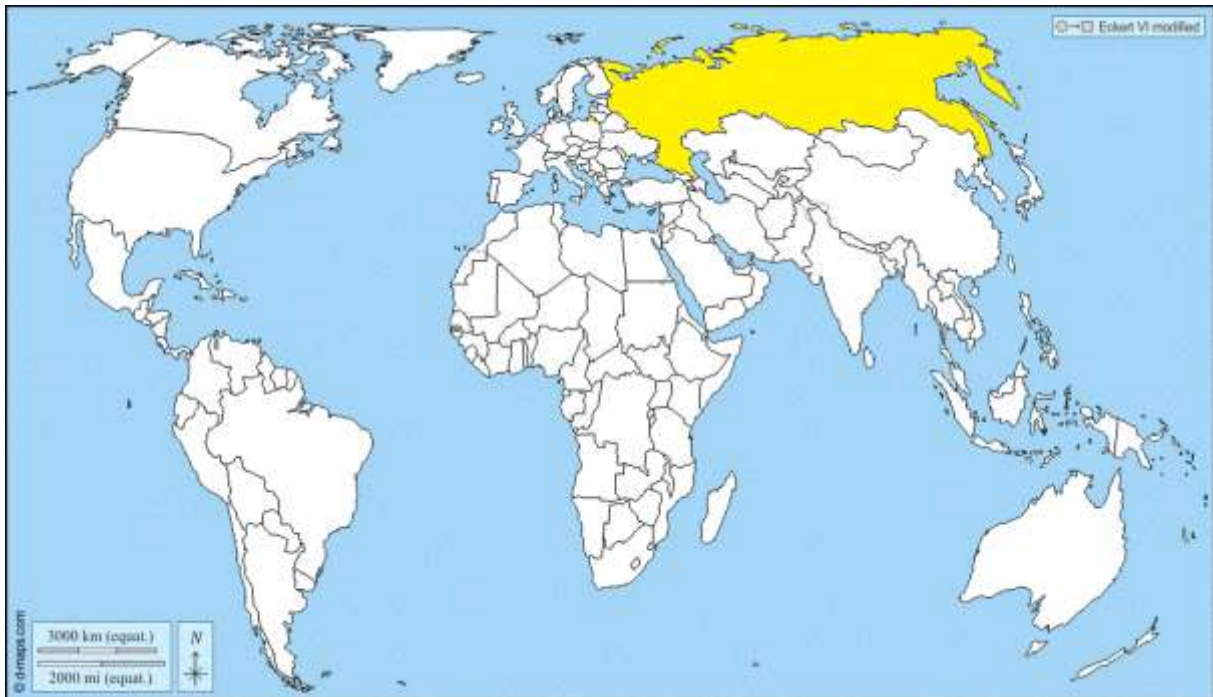 Eckert VI modified
3000 km (equat.)
2000 mi (equat.)
N
© d-maps.com